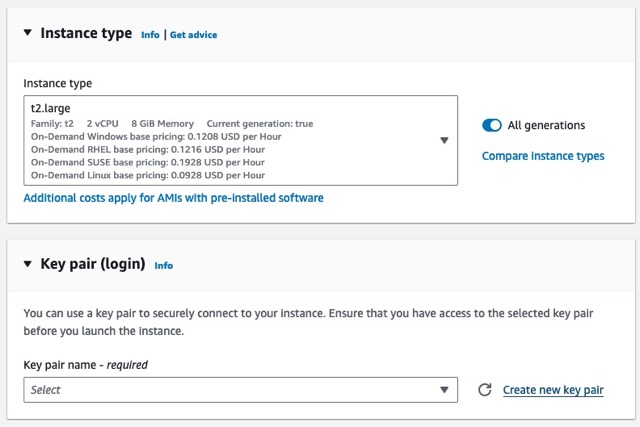 Instance type Info | Get advice
Instance type
t2.large
Family: t2 2 vCPU 8 GiB Memory Current generation: true
On-Demand Windows base pricing: 0.1208 USD per Hour
On-Demand RHEL base pricing: 0.1216 USD per Hour
On-Demand SUSE base pricing: 0.1928 USD per Hour
On-Demand Linux base pricing: 0.0928 USD per Hour
All generations
Compare instance types
Additional costs apply for AMIs with pre-installed software
Key pair (login) Info
You can use a key pair to securely connect to your instance. Ensure that you have access to the selected key pair
before you launch the instance.
Key pair name - required
Select
Create new key pair